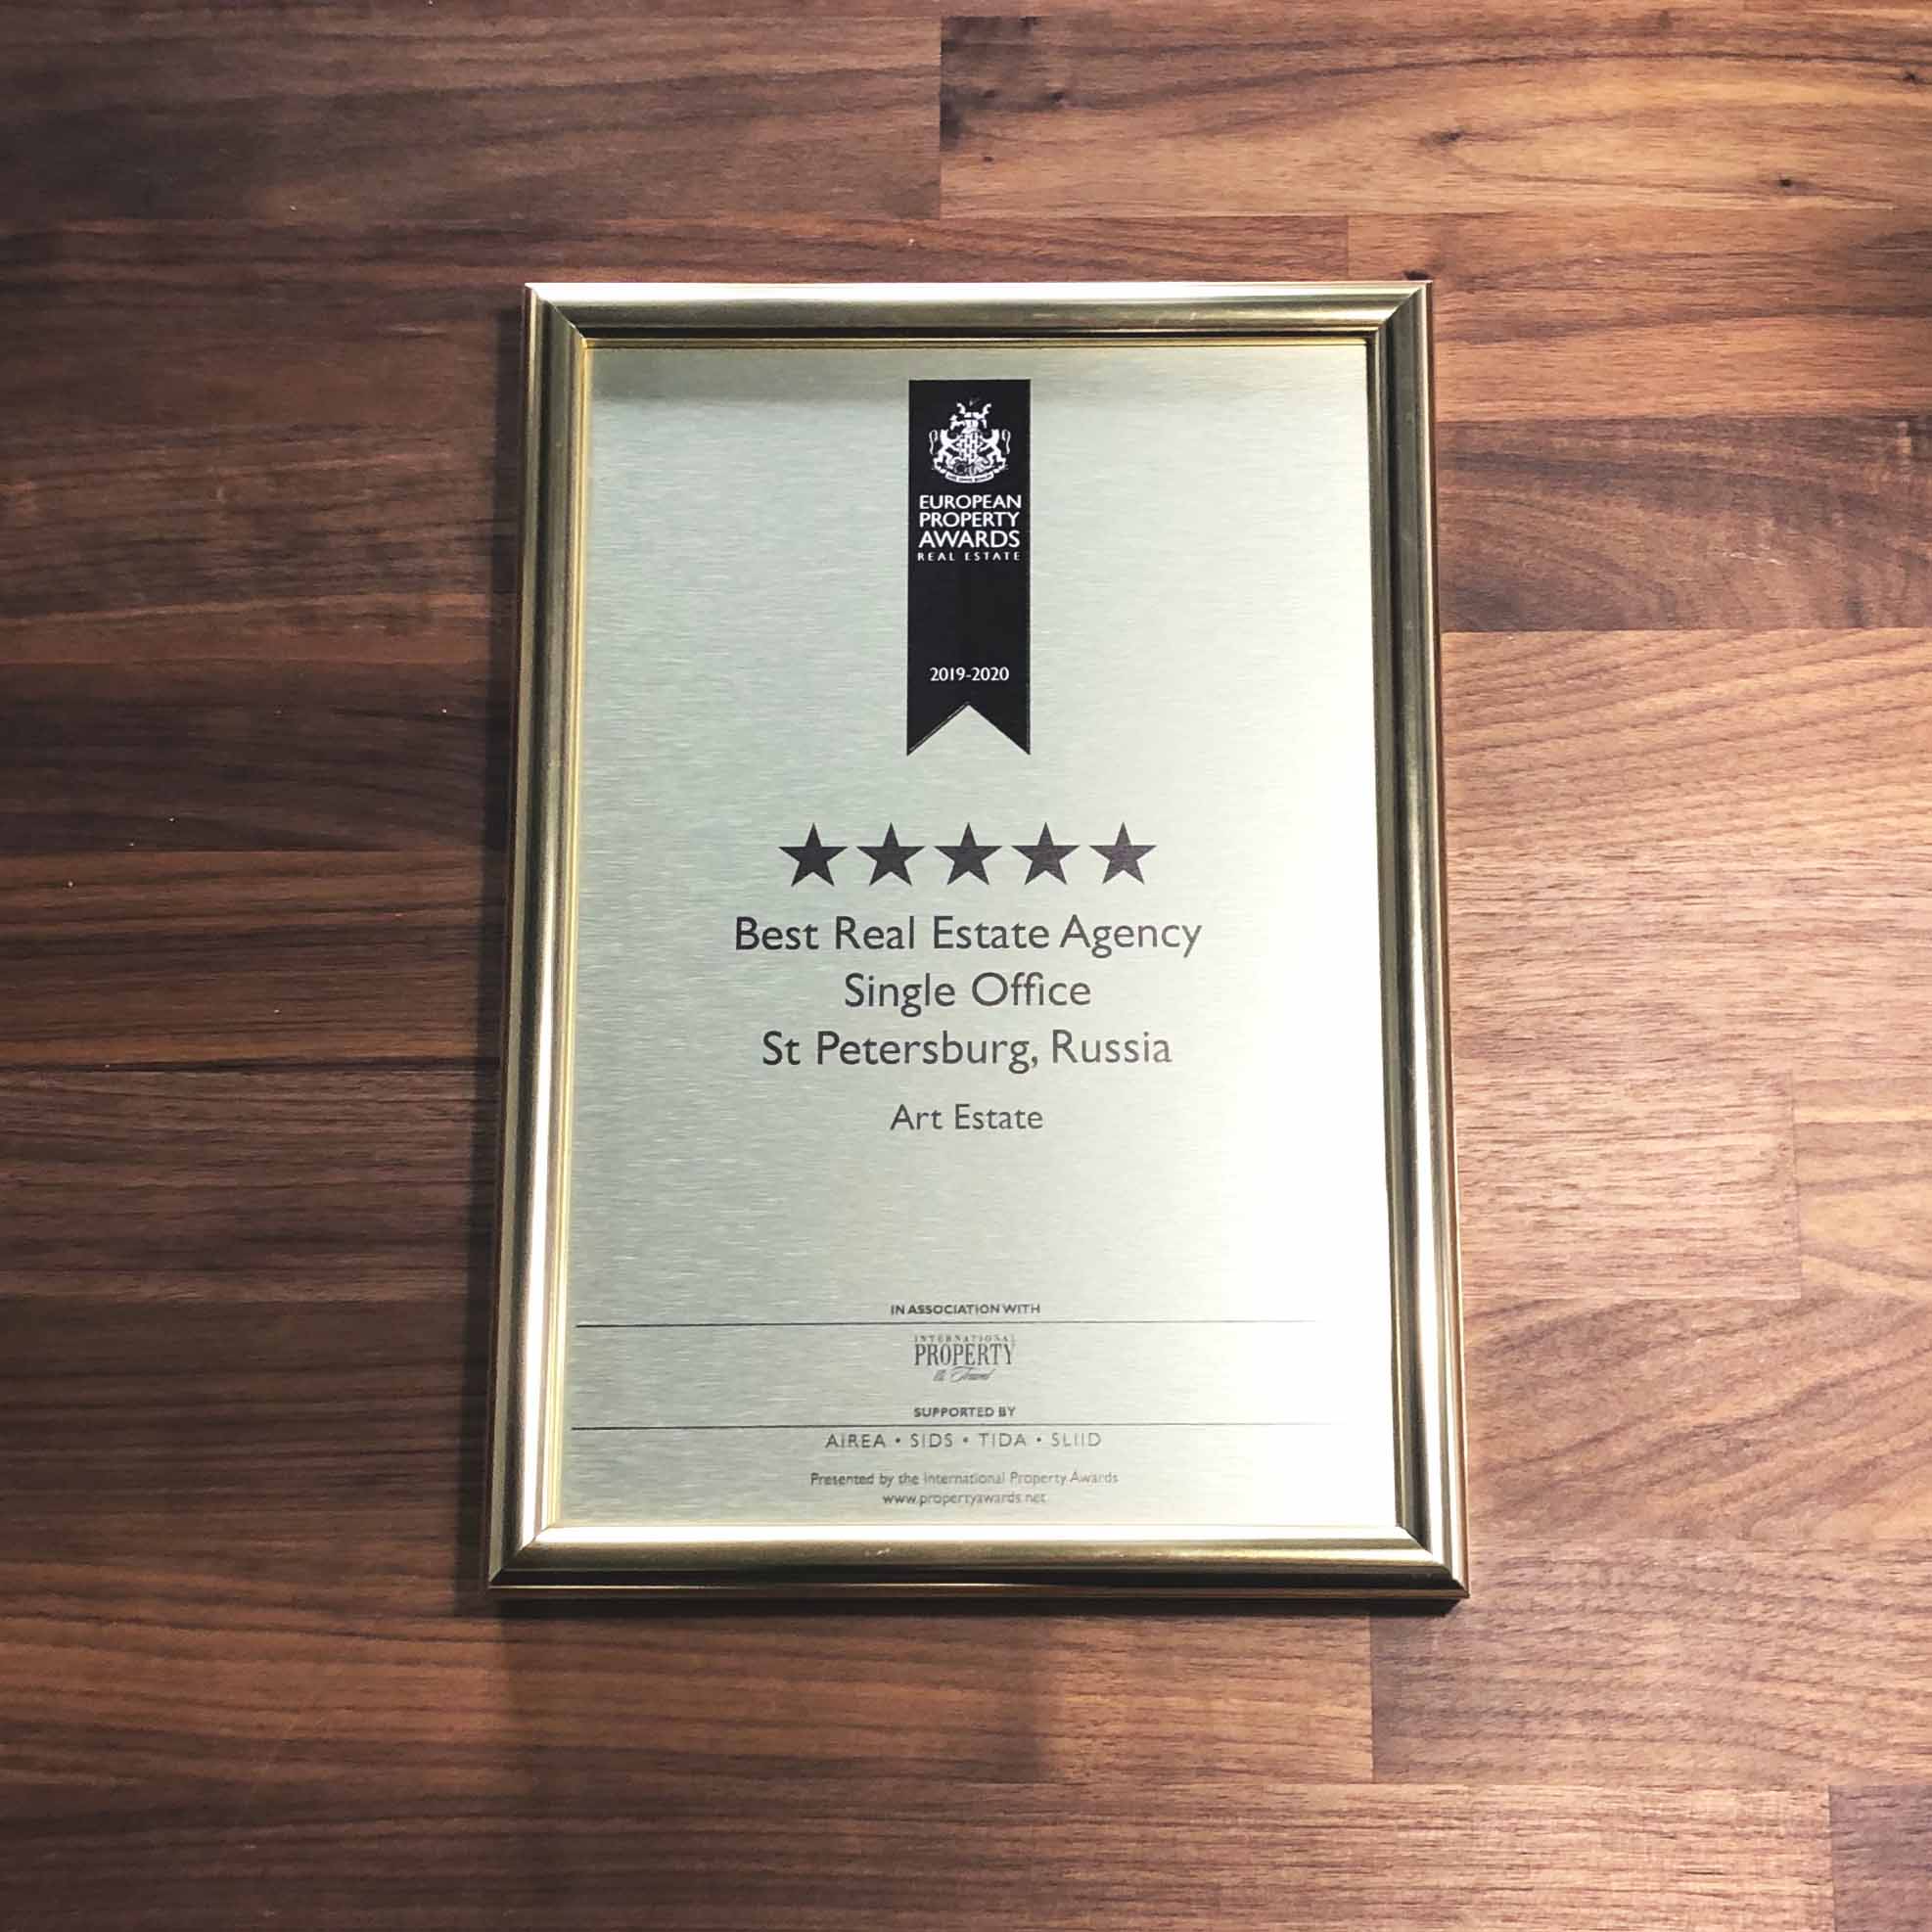 EUROPEAN
PROPERTY
AWARDS
REAL ESTATE
2019-2020
Best Real Estate Agency
Single Office
St Petersburg, Russia
Art Estate
IN ASSOCIATION WITH
INTERNATIONAL
PROPERTY
& Travel
SUPPORTED BY
AIREA • SIDS • TIDA • SLIID
Presented by the International Property Awards
www.propertyawards.net